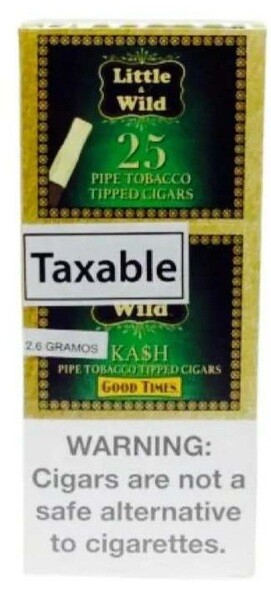 Little
&
Wild
25
PIPE TOBACCO
TIPPED CIGARS
Taxable
Wild
2.6 GRAMOS
KA$H
PIPE TOBACCO TIPPED CIGARS
GOOD TIMES
WARNING:
Cigars are not a
safe alternative
to cigarettes.